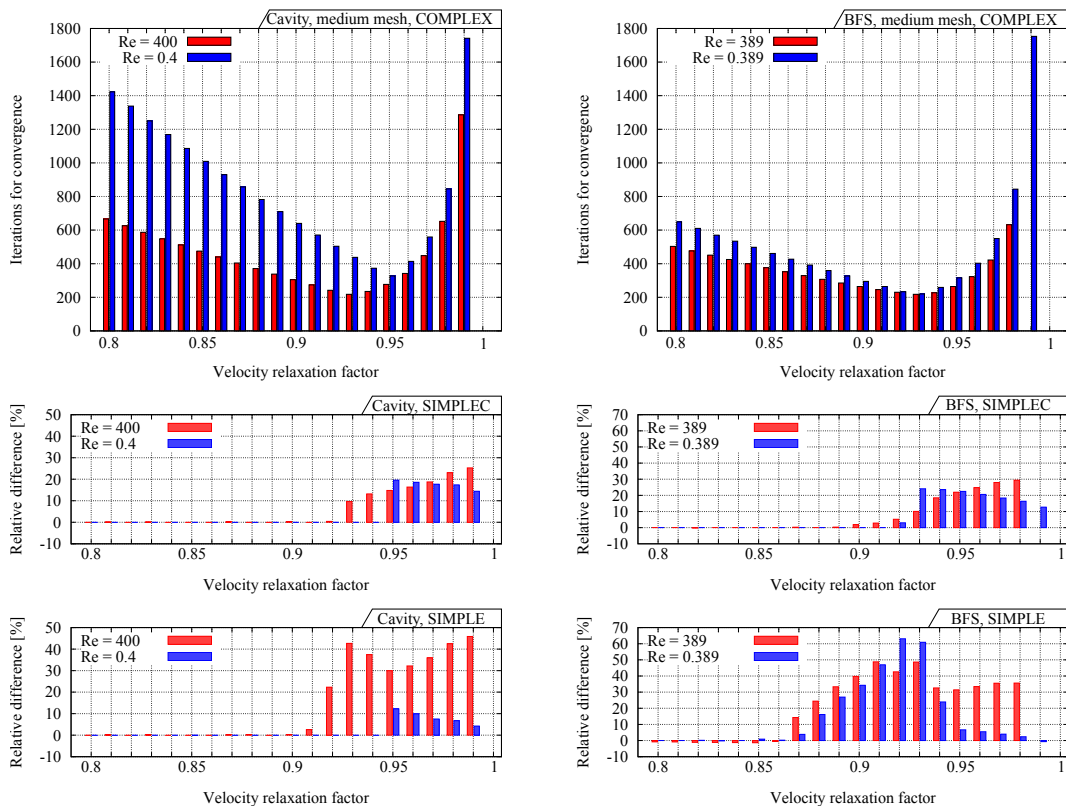 Cavity, medium mesh, COMPLEX
Re = 400
Re = 0.4
Iterrations for convergence
1800
1600
1400
1200
1000
800
600
400
200
0
0.8
0.85
0.9
0.95
1
Velocity relaxation factor
BFS, medium mesh, COMPLEX
Re = 389
Re = 0.389
Iterrations for convergence
1800
1600
1400
1200
1000
800
600
400
200
0
0.8
0.85
0.9
0.95
1
Velocity relaxation factor
Cavity, SIMPLEC
Re = 400
Re = 0.4
Relative difference [%]
50
40
30
20
10
0
-10
0.8
0.85
0.9
0.95
1
Velocity relaxation factor
BFS, SIMPLEC
Re = 389
Re = 0.389
Relative difference [%]
70
60
50
40
30
20
10
0
-10
0.8
0.85
0.9
0.95
1
Velocity relaxation factor
Cavity, SIMPLE
Re = 400
Re = 0.4
Relative difference [%]
50
40
30
20
10
0
-10
0.8
0.85
0.9
0.95
1
Velocity relaxation factor
BFS, SIMPLE
Re = 389
Re = 0.389
Relative difference [%]
70
60
50
40
30
20
10
0
-10
0.8
0.85
0.9
0.95
1
Velocity relaxation factor